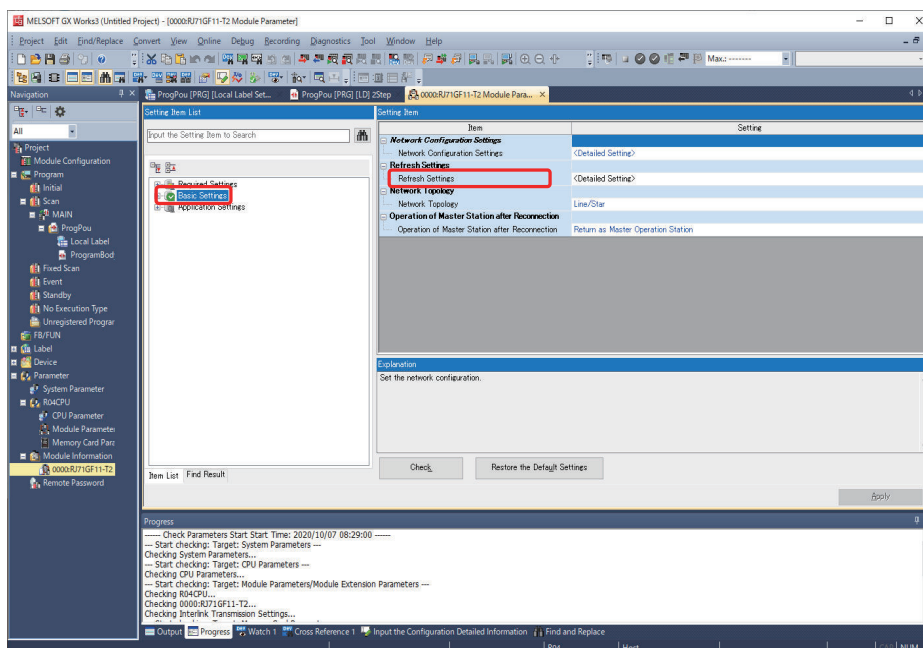 MELSOFT GX Works3 (Untitled Project) - [0000:RJ71GF11-T2 Module Parameter]
Project Edit Find/Replace Convert View Online Debug Recording Diagnostics Tool Window Help
Max.:
Navigation
ProgPou [PRG] [Local Label Set...
ProgPou [PRG] [LD] 2Step
0000:RJ71GF11-T2 Module Para...
All
Project
Module Configuration
Program
Initial
Scan
MAIN
ProgPou
Local Label
ProgramBod
Fixed Scan
Event
Standby
No Execution Type
Unregistered Progran
FB/FUN
Label
Device
Parameter
System Parameter
R04CPU
CPU Parameter
Module Parameter
Memory Card Para
Module Information
0000:RJ71GF11-T2
Remote Password
Setting Item List
Input the Setting Item to Search
Required Settings
Basic Settings
Application Settings
Item List Find Result
Setting Item
Item Setting
Network Configuration Settings
Network Configuration Settings <Detailed Setting>
Refresh Settings
Refresh Settings <Detailed Setting>
Network Topology
Network Topology Line/Star
Operation of Master Station after Reconnection
Operation of Master Station after Reconnection Return as Master Operation Station
Explanation
Set the network configuration.
Check Restore the Default Settings
Apply
Progress
------ Check Parameters Start Start Time: 2020/10/07 08:29:00 ------
--- Start checking: Target: System Parameters ---
Checking System Parameters...
--- Start checking: Target: CPU Parameters ---
Checking CPU Parameters...
--- Start checking: Target: Module Parameters/Module Extension Parameters ---
Checking R04CPU...
Checking 0000:RJ71GF11-T2...
Checking Interlink Transmission Settings...
Output Progress Watch 1 Cross Reference 1 Input the Configuration Detailed Information Find and Replace
R04 Host CAP NUM